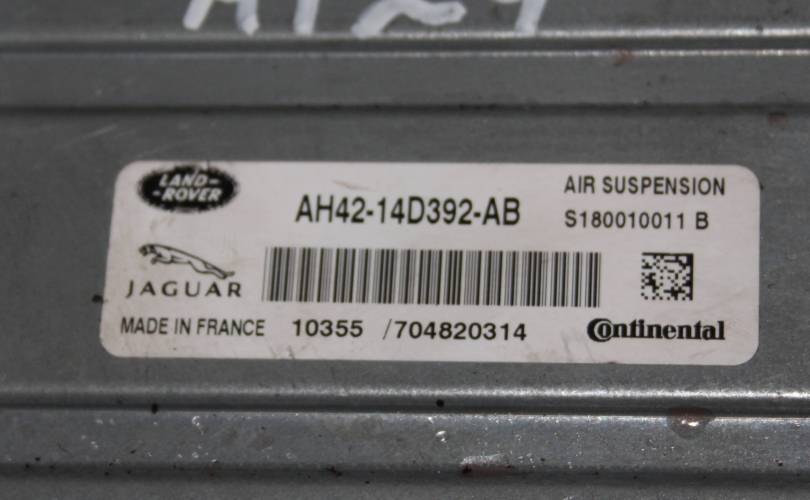 LAND-
-ROVER
AH42-14D392-AB
AIR SUSPENSION
S180010011 B
JAGUAR
MADE IN FRANCE 10355 /704820314
Continental